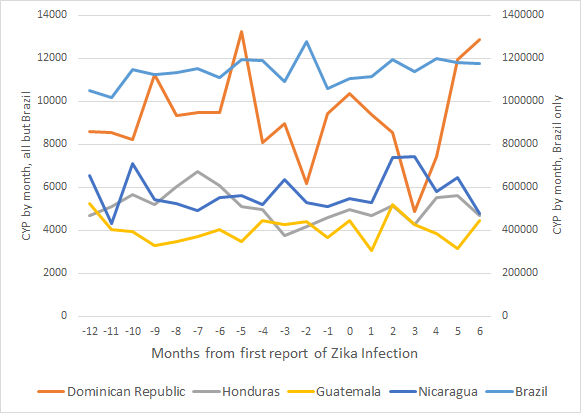 14000 1400000
12000 1200000
10000 1000000
8000 800000
6000 600000
4000 400000
2000 200000
0 0
CYP by month, all but Brazil
CYP by month, Brazil only
-12 -11 -10 -9 -8 -7 -6 -5 -4 -3 -2 -1 0 1 2 3 4 5 6
Months from first report of Zika Infection
Dominican Republic Honduras Guatemala Nicaragua Brazil